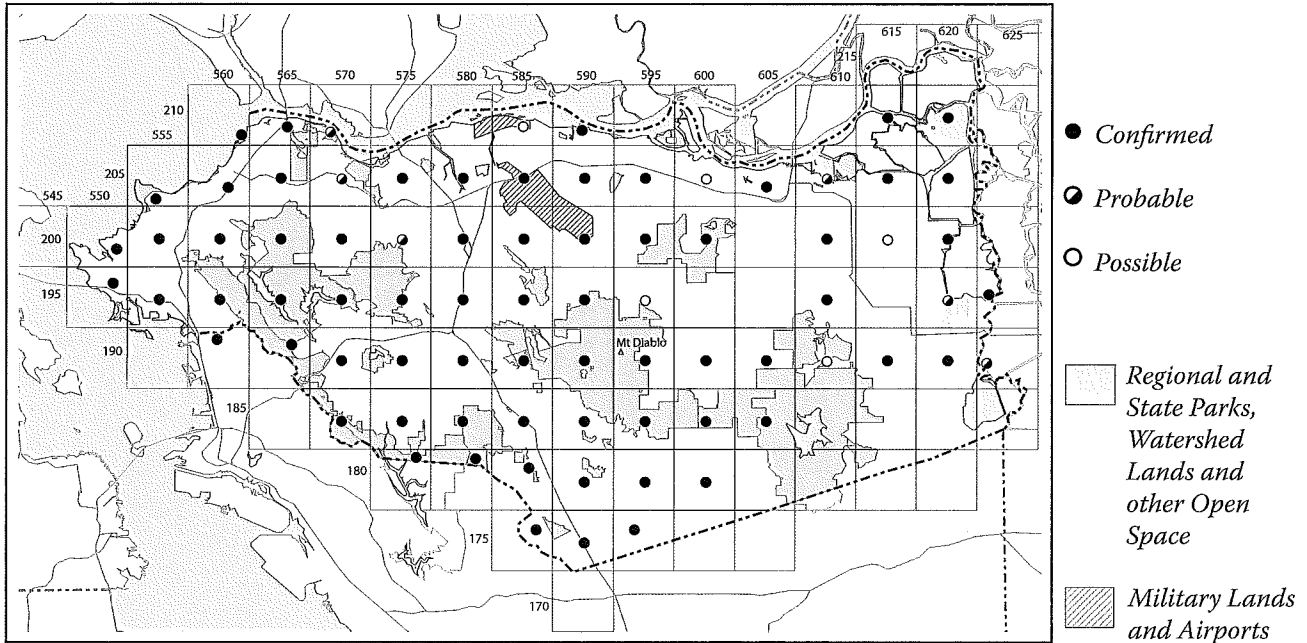 615
620
625
215
560
565
570
575
580
585
590
595
600
605
610
210
555
205
545
550
200
195
190
Mt Diablo
185
180
175
170
Confirmed
Probable
Possible
Regional and
State Parks,
Watershed
Lands and
other Open
Space
Military Lands
and Airports